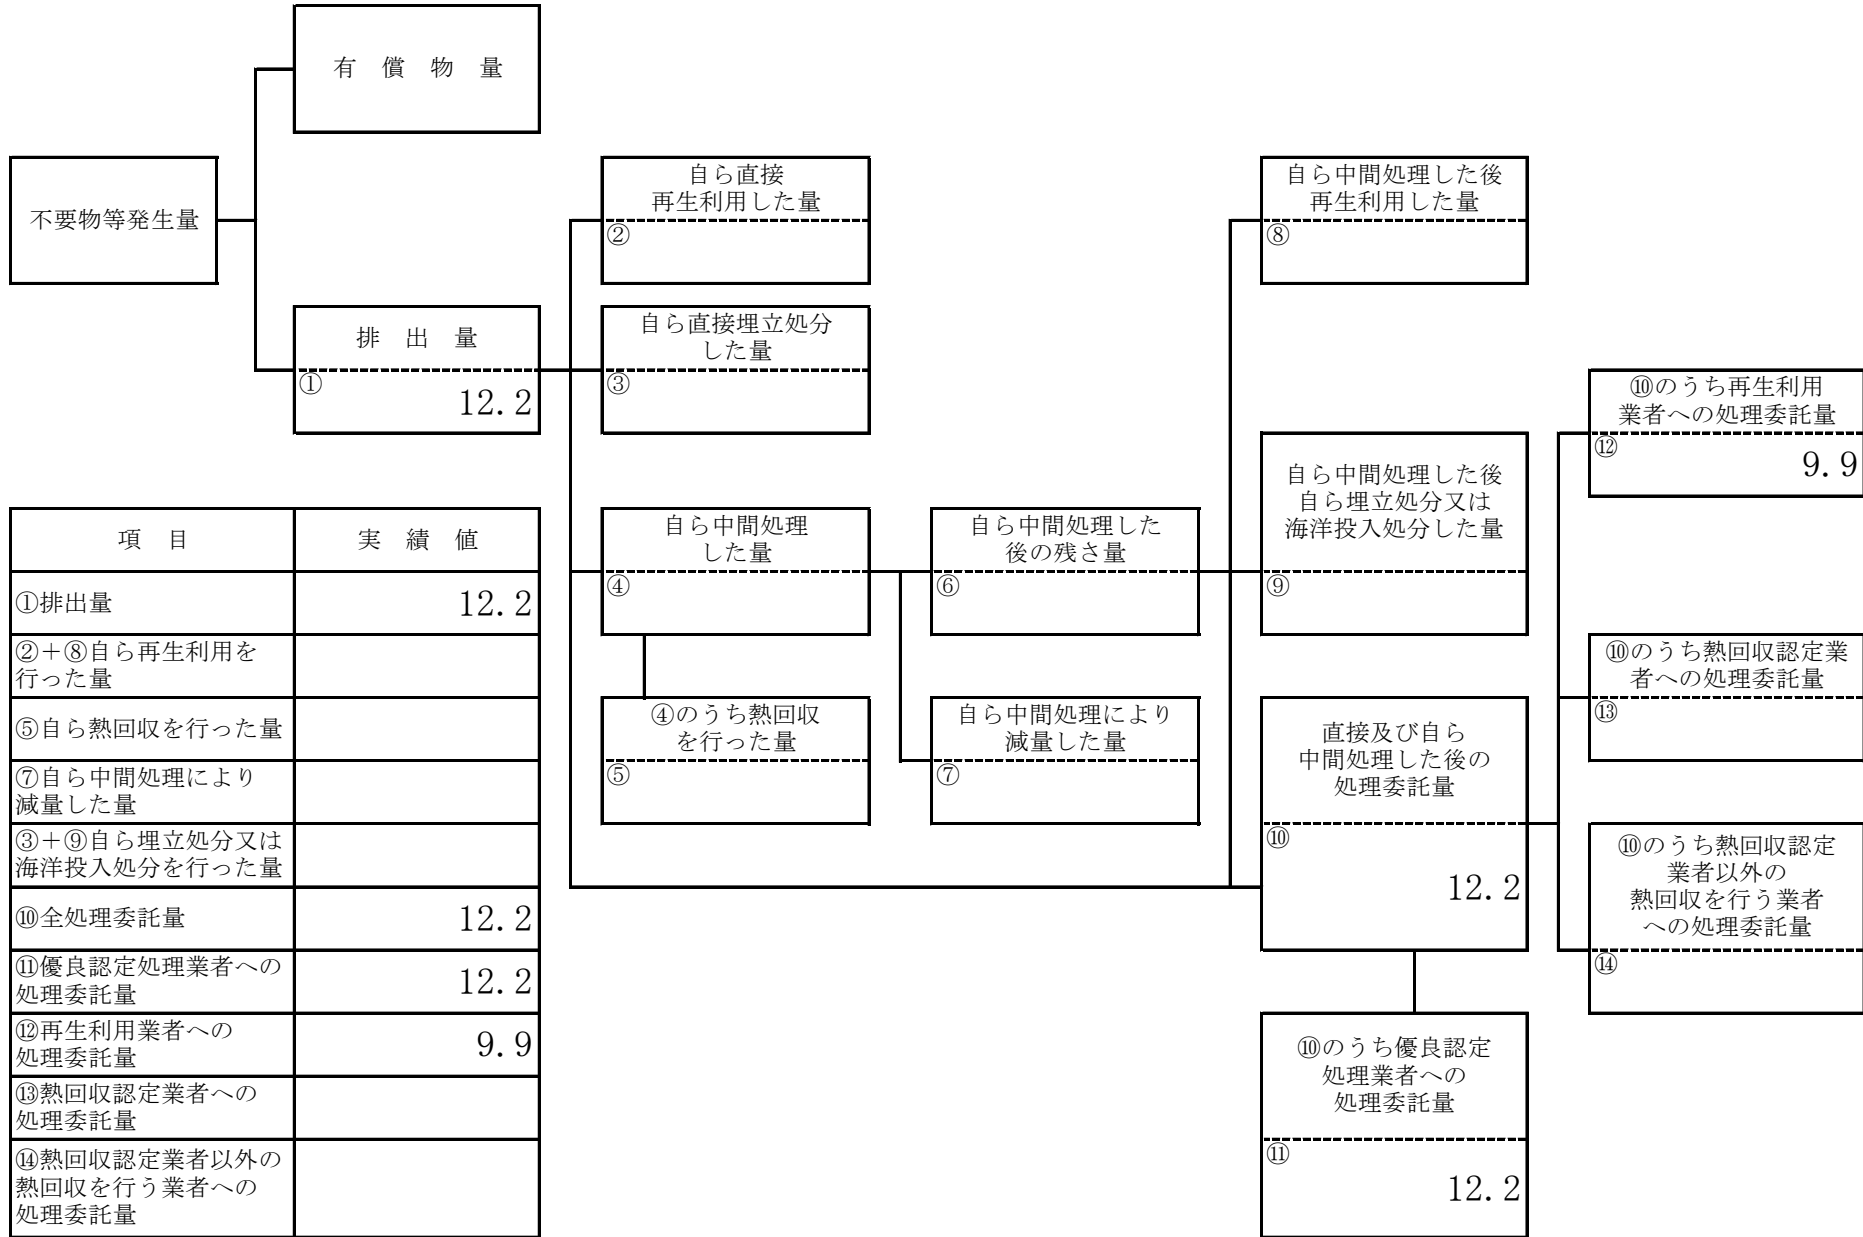 有　償　物　量
不要物等発生量
排　出　量
①
12.2
自ら直接
再生利用した量
②
自ら直接埋立処分
した量
③
自ら中間処理
した量
④
④のうち熱回収
を行った量
⑤
自ら中間処理した
後の残さ量
⑥
自ら中間処理により
減量した量
⑦
自ら中間処理した後
再生利用した量
⑧
自ら中間処理した後
自ら埋立処分又は
海洋投入処分した量
⑨
直接及び自ら
中間処理した後の
処理委託量
⑩
12.2
⑩のうち優良認定
処理業者への
処理委託量
⑪
12.2
⑩のうち再生利用
業者への処理委託量
⑫
9.9
⑩のうち熱回収認定業
者への処理委託量
⑬
⑩のうち熱回収認定
業者以外の
熱回収を行う業者
への処理委託量
⑭
項　目　実　績　値
①排出量　12.2
②＋⑧自ら再生利用を
行った量
⑤自ら熱回収を行った量
⑦自ら中間処理により
減量した量
③＋⑨自ら埋立処分又は
海洋投入処分を行った量
⑩全処理委託量　12.2
⑪優良認定処理業者への
処理委託量　12.2
⑫再生利用業者への
処理委託量　9.9
⑬熱回収認定業者への
処理委託量
⑭熱回収認定業者以外の
熱回収を行う業者への
処理委託量